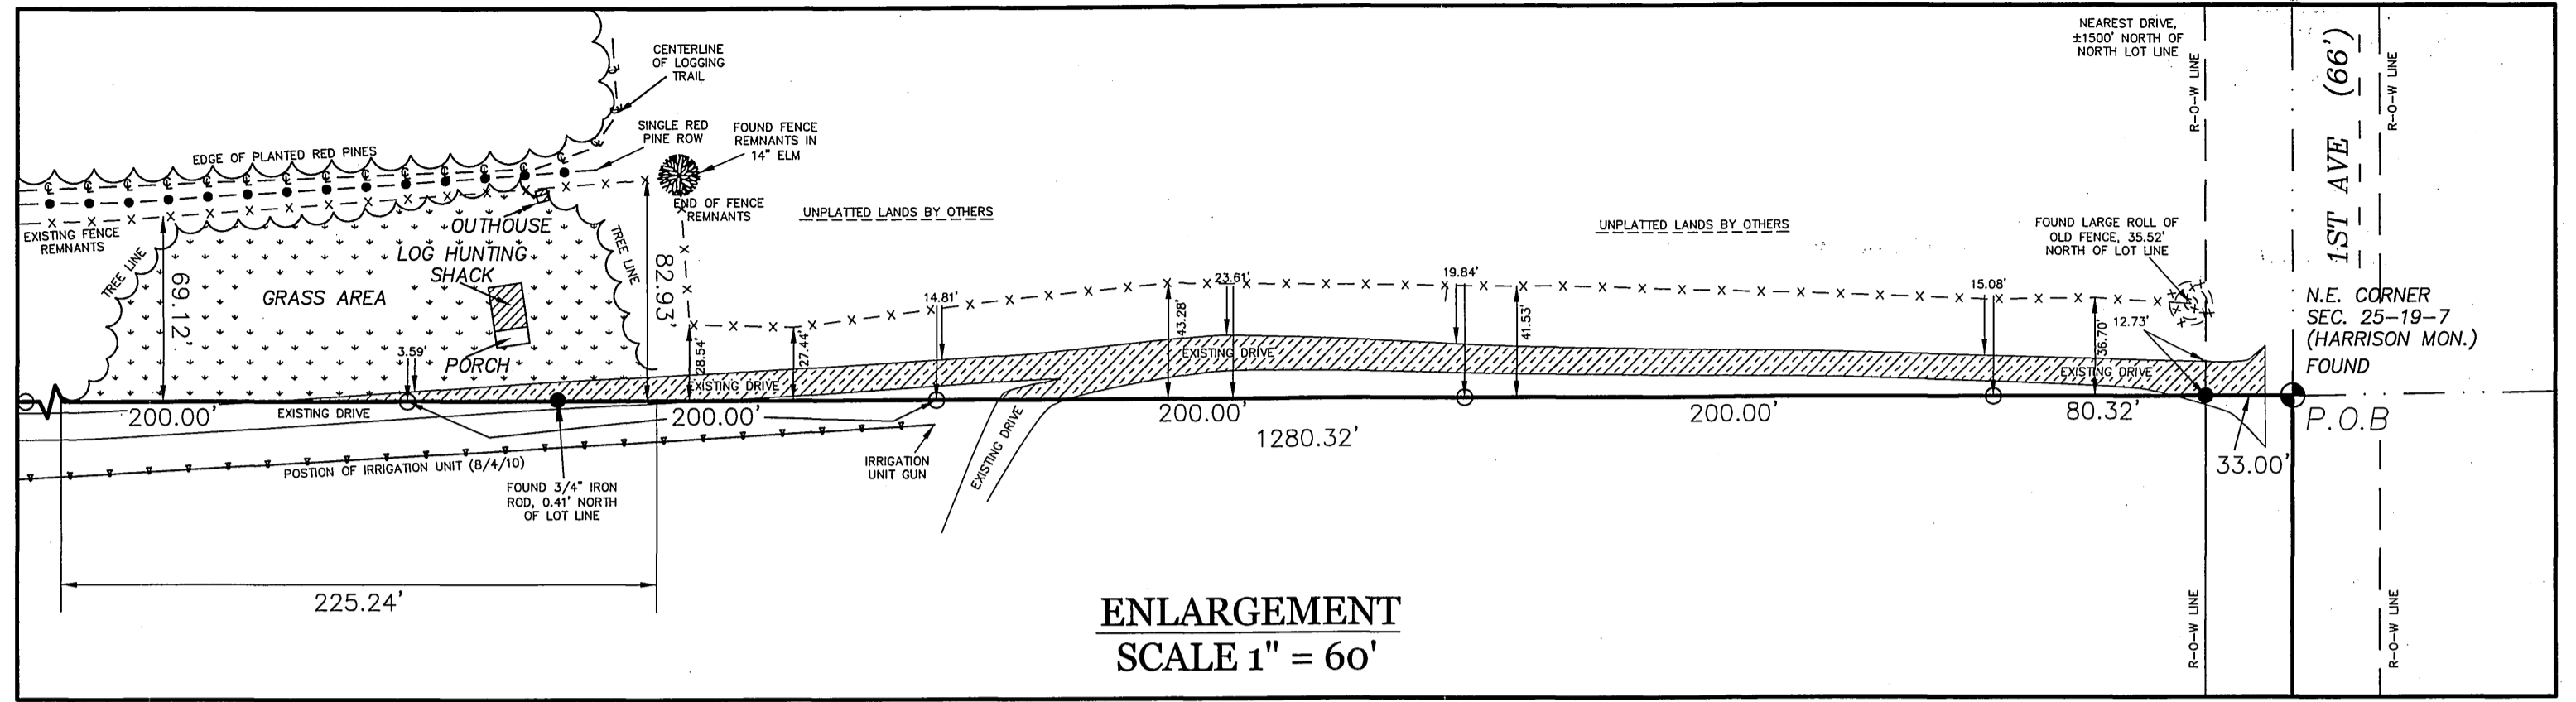 CENTERLINE
OF LOGGING
TRAIL
NEAREST DRIVE,
±1500' NORTH OF
NORTH LOT LINE
R-O-W LINE
1ST AVE (66')
R-O-W LINE
EDGE OF PLANTED RED PINES
SINGLE RED
PINE ROW
FOUND FENCE
REMNANTS IN
14" ELM
END OF FENCE
REMNANTS
UNPLATTED LANDS BY OTHERS
UNPLATTED LANDS BY OTHERS
FOUND LARGE ROLL OF
OLD FENCE, 35.52'
NORTH OF LOT LINE
EXISTING FENCE
REMNANTS
OUTHOUSE
LOG HUNTING
SHACK
TREE LINE
69.12'
GRASS AREA
TREE LINE
82.93'
PORCH
3.59'
28.54'
27.44'
14.81'
43.28'
23.61'
19.84'
41.53'
15.08'
36.70'
12.73'
N.E. CORNER
SEC. 25-19-7
(HARRISON MON.)
FOUND
EXISTING DRIVE
EXISTING DRIVE
EXISTING DRIVE
EXISTING DRIVE
200.00'
200.00'
200.00'
200.00'
80.32'
P.O.B
1280.32'
33.00'
EXISTING DRIVE
POSTION OF IRRIGATION UNIT (8/4/10)
IRRIGATION
UNIT GUN
FOUND 3/4" IRON
ROD, 0.41' NORTH
OF LOT LINE
225.24'
ENLARGEMENT
SCALE 1" = 60'
R-O-W LINE
R-O-W LINE